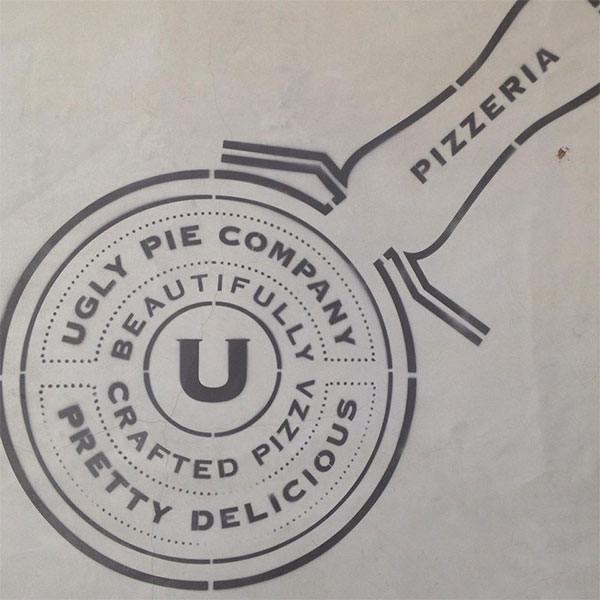 PIZZERIA
UGLY PIE COMPANY
BEAUTIFULLY
U
CRAFTED PIZZA
PRETTY DELICIOUS